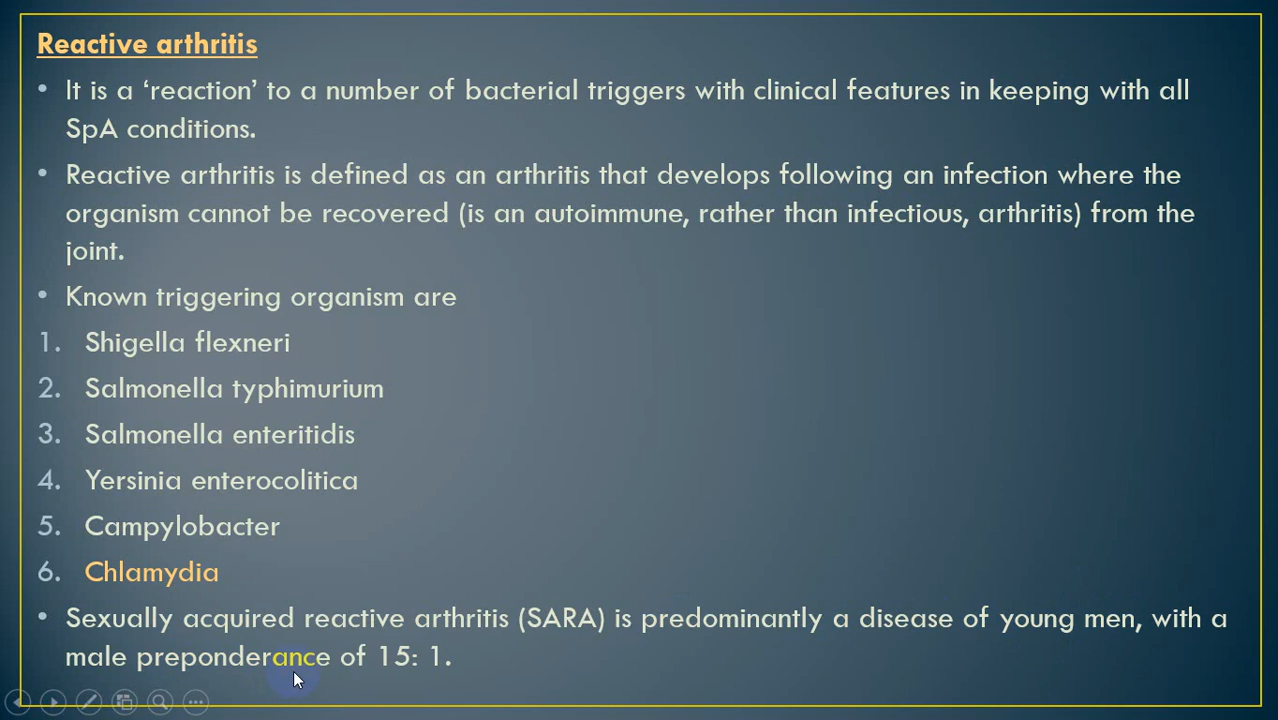 Reactive arthritis
• It is a ‘reaction’ to a number of bacterial triggers with clinical features in keeping with all
SpA conditions.
• Reactive arthritis is defined as an arthritis that develops following an infection where the
organism cannot be recovered (is an autoimmune, rather than infectious, arthritis) from the
joint.
• Known triggering organism are
1. Shigella flexneri
2. Salmonella typhimurium
3. Salmonella enteritidis
4. Yersinia enterocolitica
5. Campylobacter
6. Chlamydia
• Sexually acquired reactive arthritis (SARA) is predominantly a disease of young men, with a
male preponderance of 15: 1.